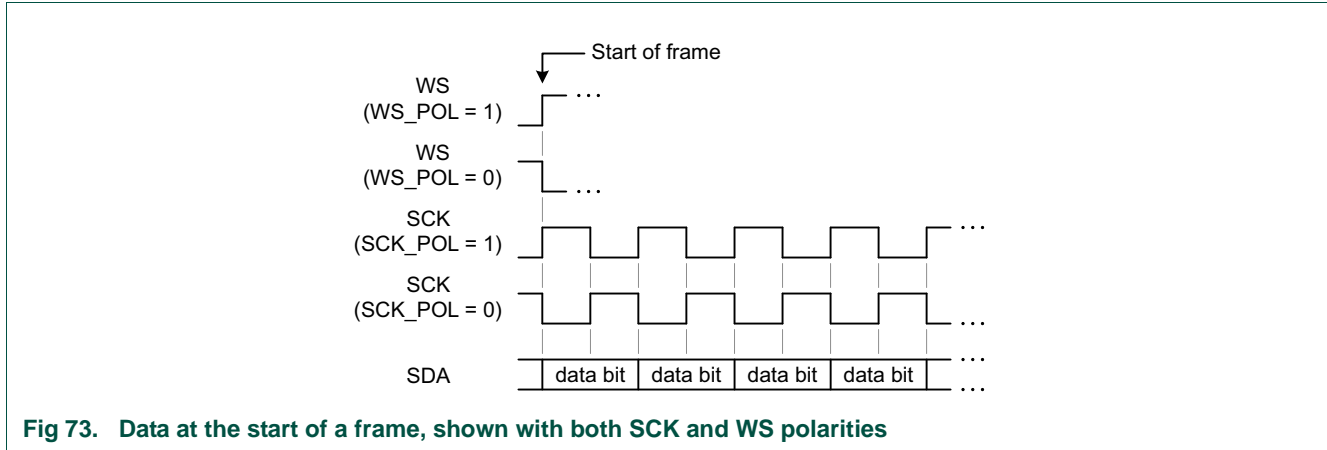 Start of frame
WS
(WS_POL = 1)
. . .
WS
(WS_POL = 0)
. . .
SCK
(SCK_POL = 1)
. . .
SCK
(SCK_POL = 0)
. . .
. . .
SDA data bit data bit data bit data bit
. . .
Fig 73. Data at the start of a frame, shown with both SCK and WS polarities